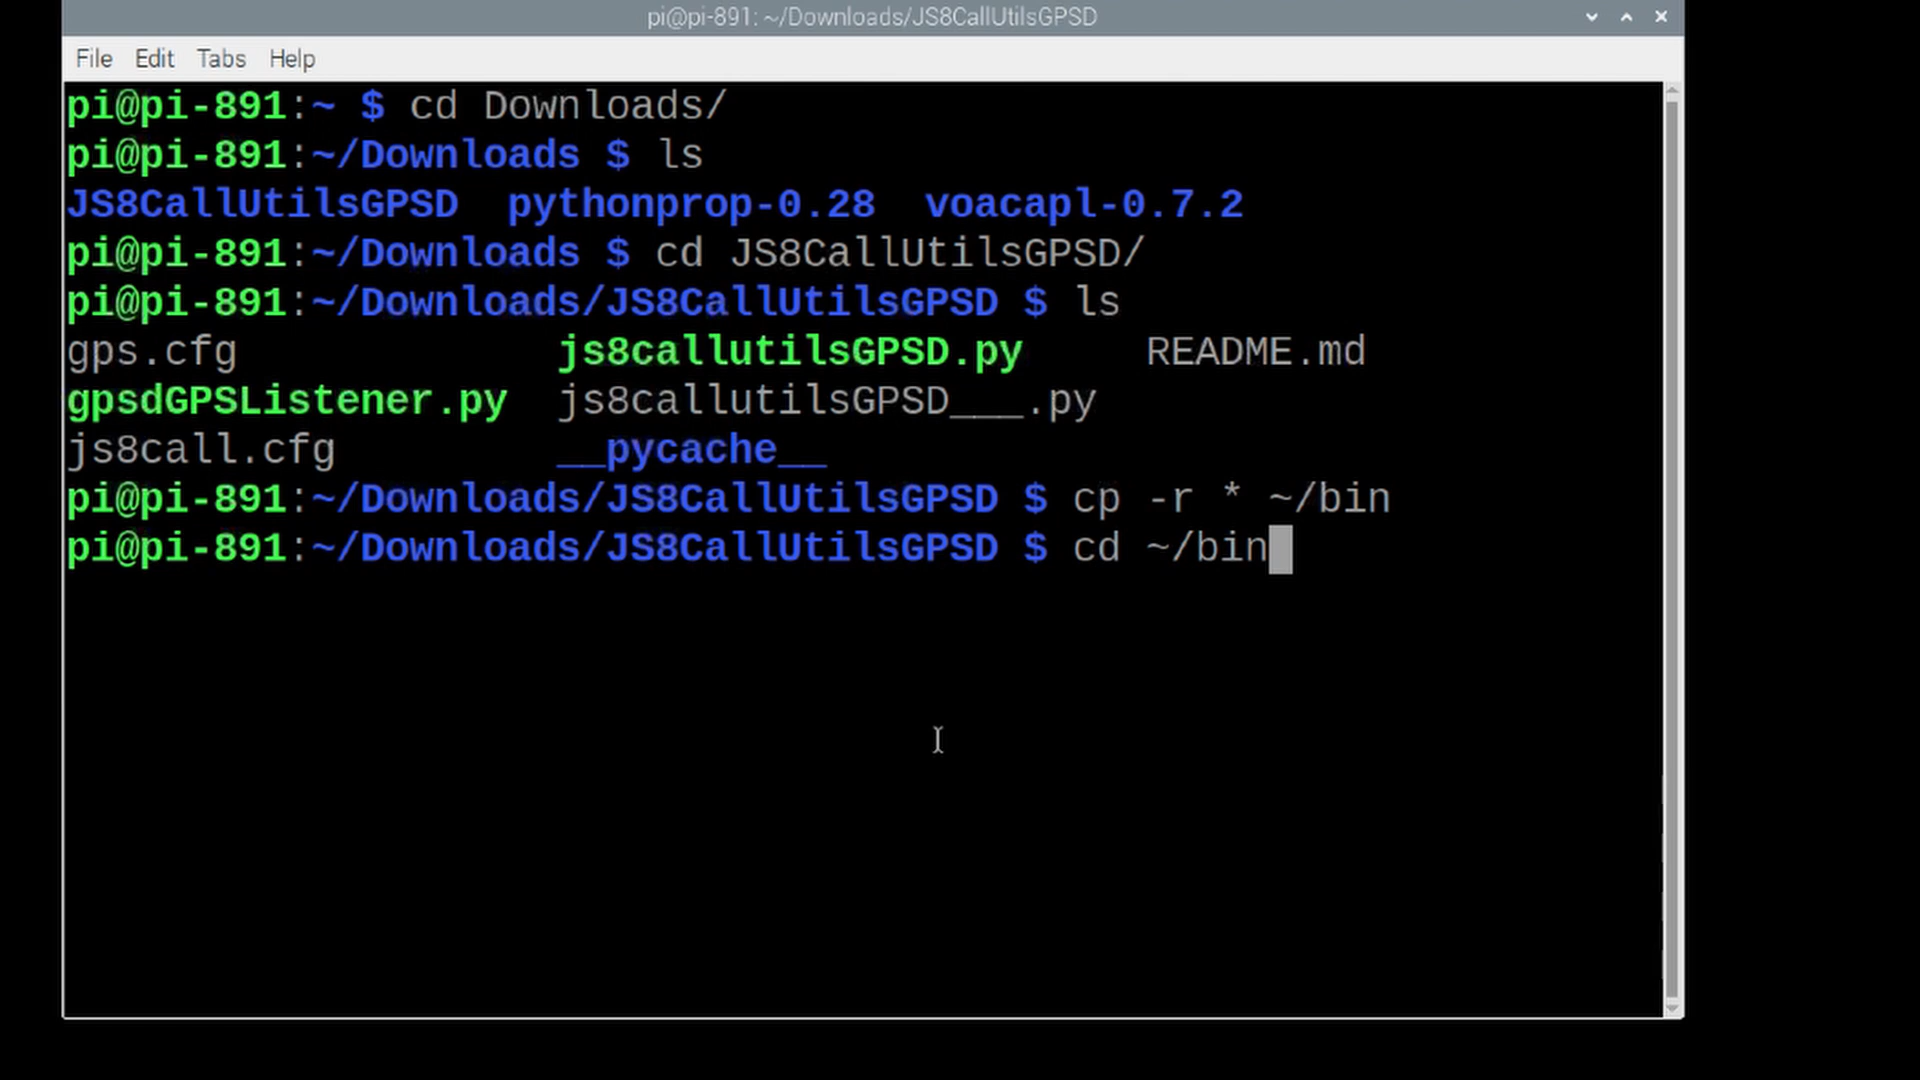 pi@pi-891: ~/Downloads/JS8CallUtilsGPSD
File Edit Tabs Help
pi@pi-891:~ $ cd Downloads/
pi@pi-891:~/Downloads $ ls
JS8CallUtilsGPSD pythonprop-0.28 voacapl-0.7.2
pi@pi-891:~/Downloads $ cd JS8CallUtilsGPSD/
pi@pi-891:~/Downloads/JS8CallUtilsGPSD $ ls
gps.cfg js8callutilsGPSD.py README.md
gpsdGPSListener.py js8callutilsGPSD___.py
js8call.cfg __pycache__
pi@pi-891:~/Downloads/JS8CallUtilsGPSD $ cp -r * ~/bin
pi@pi-891:~/Downloads/JS8CallUtilsGPSD $ cd ~/bin